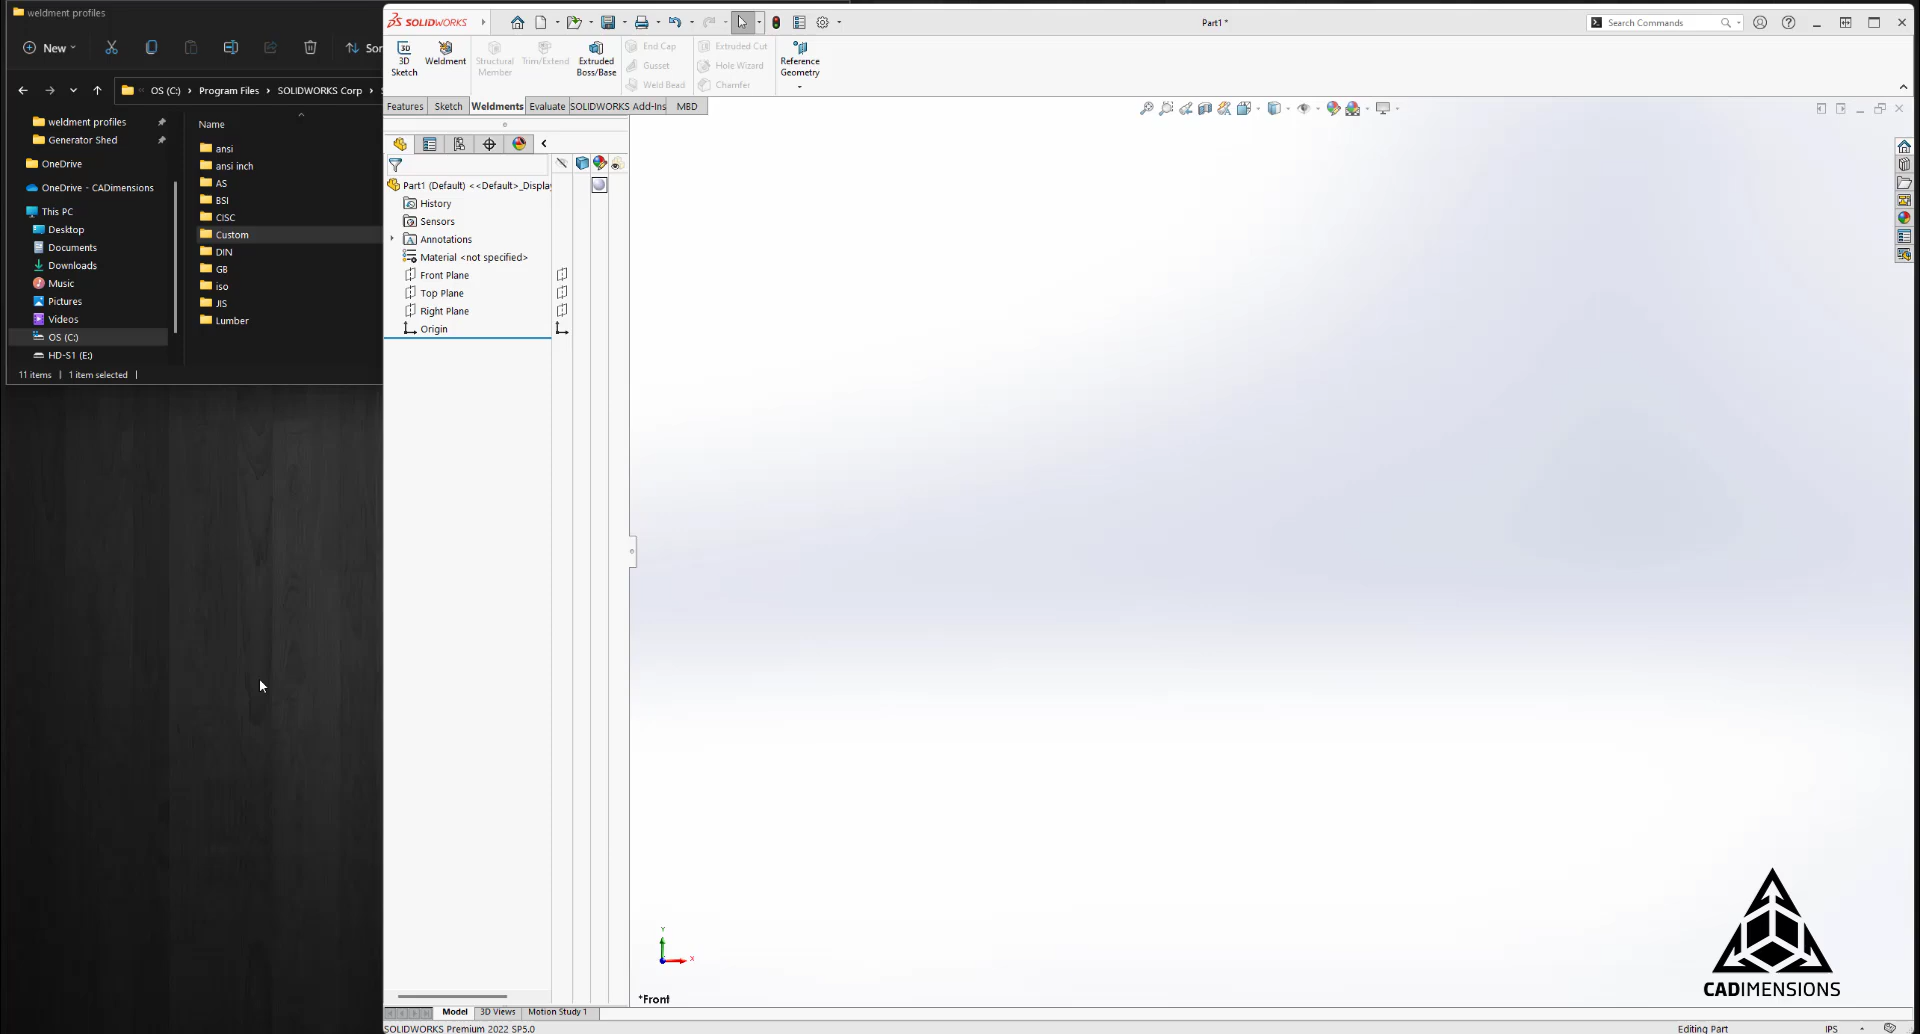 weldment profiles
New
Sor
OS (C:) > Program Files > SOLIDWORKS Corp >
weldment profiles
Generator Shed
OneDrive
OneDrive - CADimensions
This PC
Desktop
Documents
Downloads
Music
Pictures
Videos
OS (C:)
HD-S1 (E:)
Name
ansi
ansi inch
AS
BSI
CISC
Custom
DIN
GB
iso
JIS
Lumber
11 items | 1 item selected |
SOLIDWORKS
Part1 *
Search Commands
3D Sketch
Weldment
Structural Member
Trim/Extend
Extruded Boss/Base
End Cap
Gusset
Weld Bead
Extruded Cut
Hole Wizard
Chamfer
Reference Geometry
Features Sketch Weldments Evaluate SOLIDWORKS Add-Ins MBD
Part1 (Default) <<Default>_Displa
History
Sensors
Annotations
Material <not specified>
Front Plane
Top Plane
Right Plane
Origin
Y
X
*Front
CADIMENSIONS
Model 3D Views Motion Study 1
SOLIDWORKS Premium 2022 SP5.0
Editing Part
IPS